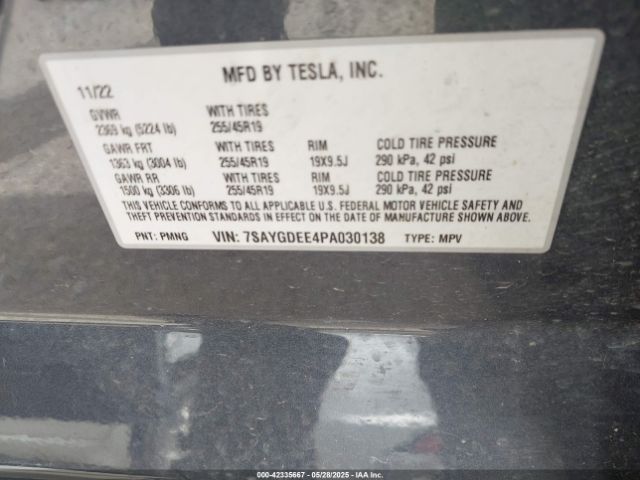 MFD BY TESLA, INC.
11/22
GVWR WITH TIRES
2369 kg (5224 lb) 255/45R19
GAWR FRT WITH TIRES RIM COLD TIRE PRESSURE
1363 kg (3004 lb) 255/45R19 19X9.5J 290 kPa, 42 psi
GAWR RR WITH TIRES RIM COLD TIRE PRESSURE
1500 kg (3306 lb) 255/45R19 19X9.5J 290 kPa, 42 psi
THIS VEHICLE CONFORMS TO ALL APPLICABLE U.S. FEDERAL MOTOR VEHICLE SAFETY AND
THEFT PREVENTION STANDARDS IN EFFECT ON THE DATE OF MANUFACTURE SHOWN ABOVE.
PNT: PMNG VIN: 7SAYGDEE4PA030138 TYPE: MPV
000-42335667 - 05/28/2025 - IAA, Inc.